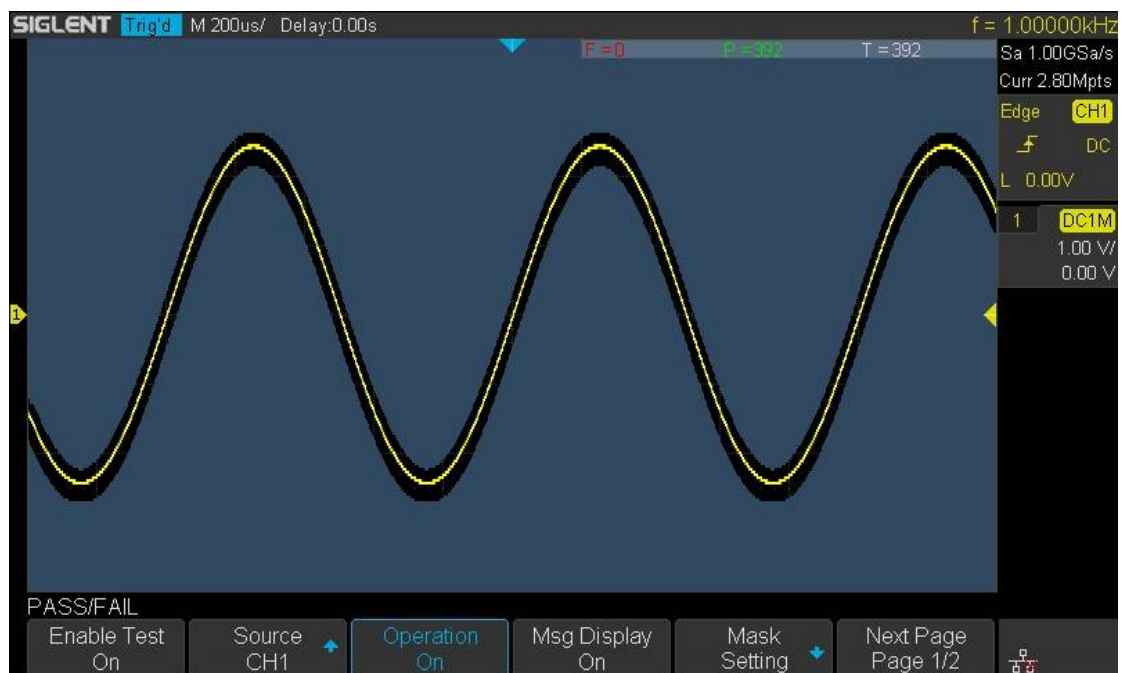 SIGLENT Trig'd M 200us/ Delay:0.00s f = 1.00000kHz
F = 0 P = 392 T = 392
Sa 1.00GSa/s
Curr 2.80Mpts
Edge CH1
DC
L 0.00V
1 DC1M
1.00 V/
0.00 V
1
PASS/FAIL
Enable Test
On
Source
CH1
Operation
On
Msg Display
On
Mask
Setting
Next Page
Page 1/2